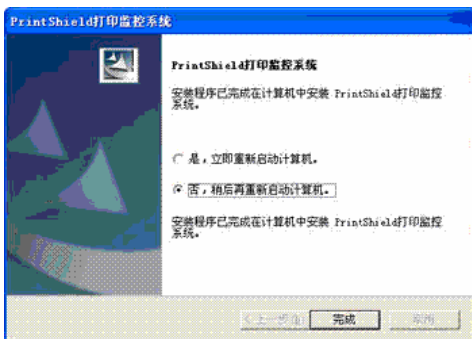 PrintShield打印监控系统
PrintShield打印监控系统
安装程序已完成在计算机中安装 PrintShield打印监控
系统。
是，立即重新启动计算机。
否，稍后再重新启动计算机。
安装程序已完成在计算机中安装 PrintShield打印监控
系统。
<上一步(B) 完成 取消